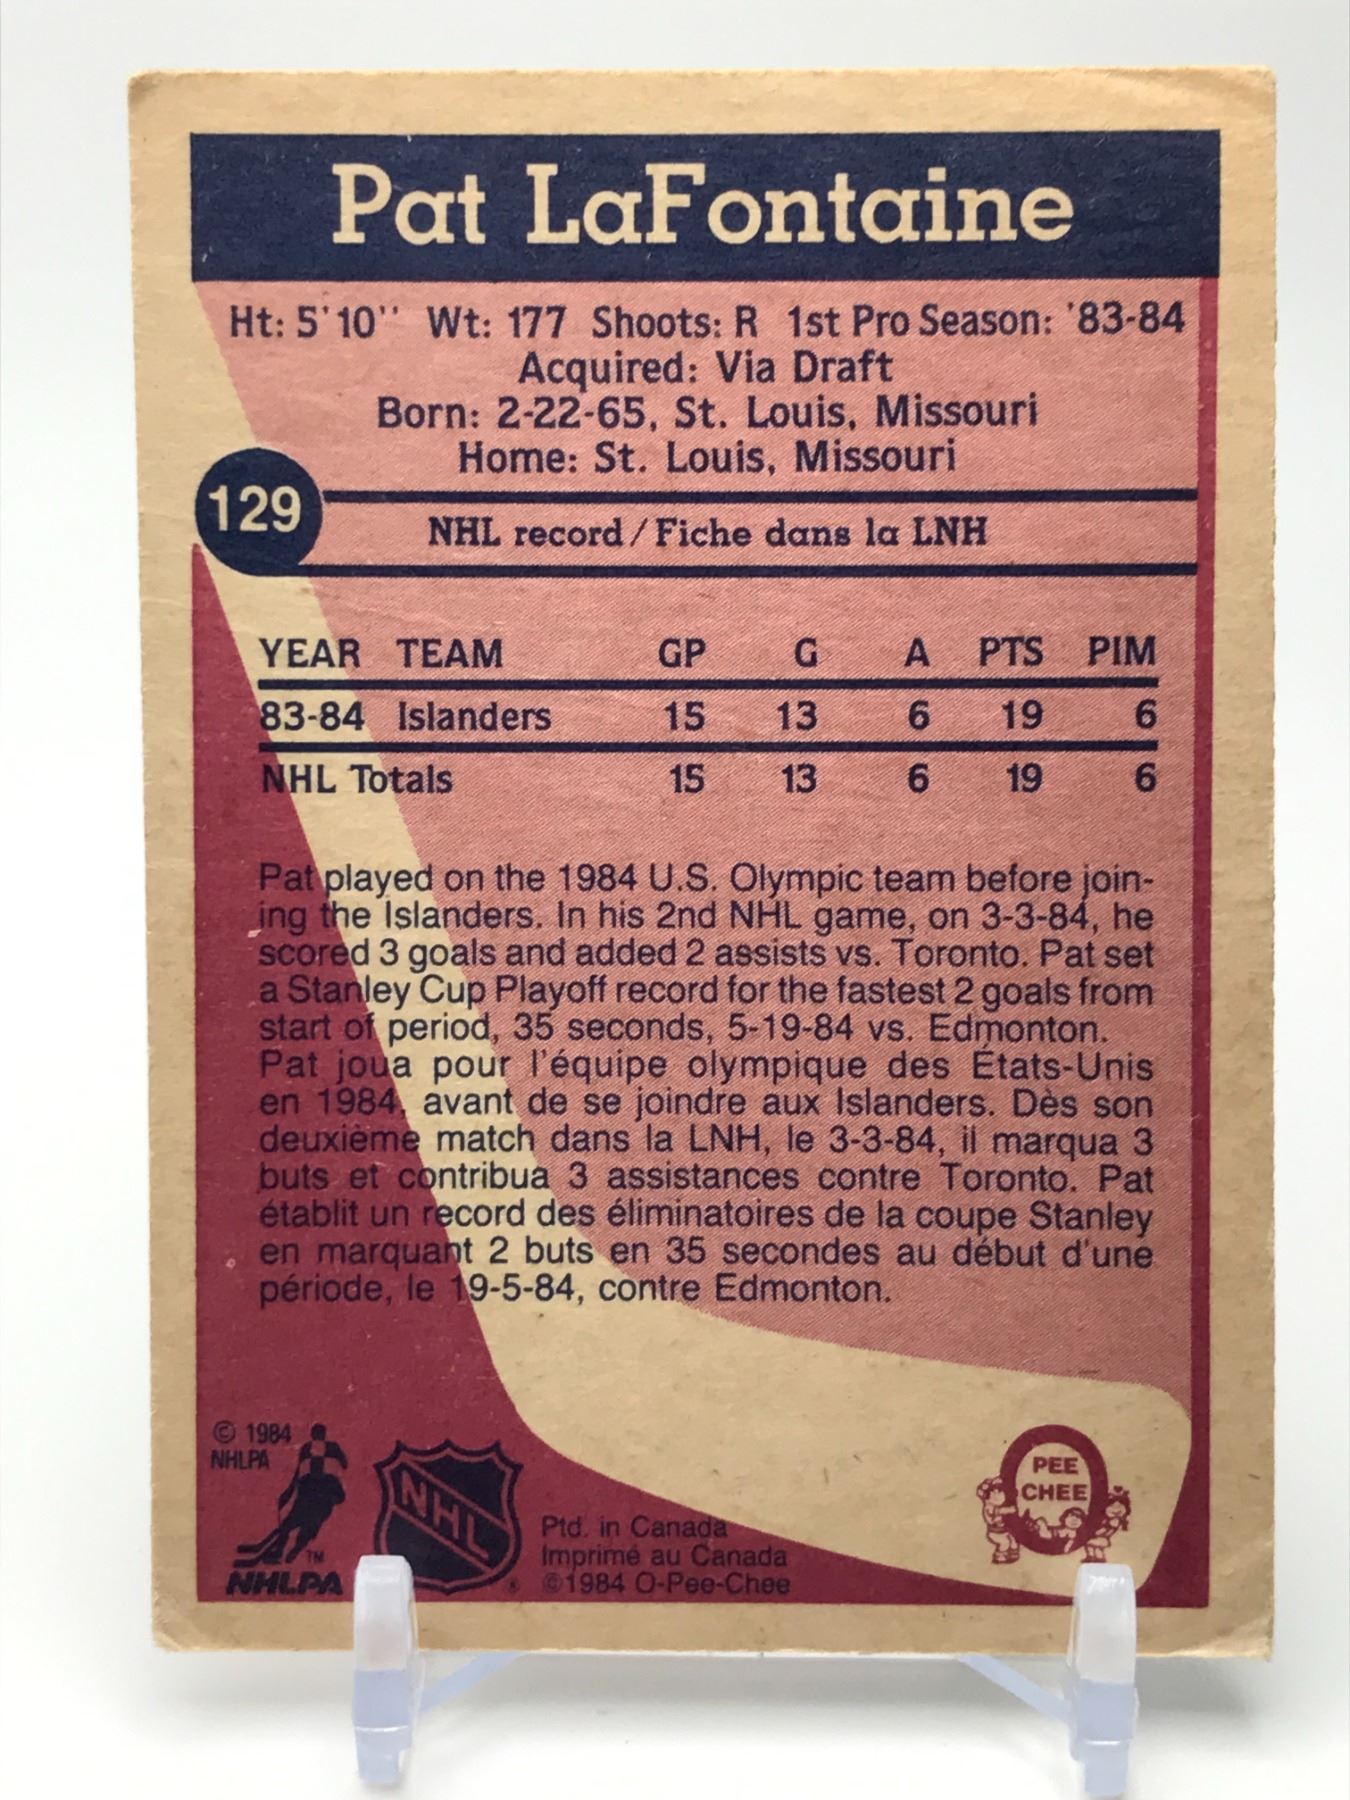 Pat LaFontaine
Ht: 5'10'' Wt: 177 Shoots: R 1st Pro Season: '83-84
Acquired: Via Draft
Born: 2-22-65, St. Louis, Missouri
Home: St. Louis, Missouri
129
NHL record/Fiche dans la LNH
YEAR TEAM GP G A PTS PIM
83-84 Islanders 15 13 6 19 6
NHL Totals 15 13 6 19 6
Pat played on the 1984 U.S. Olympic team before join-
ing the Islanders. In his 2nd NHL game, on 3-3-84, he
scored 3 goals and added 2 assists vs. Toronto. Pat set
a Stanley Cup Playoff record for the fastest 2 goals from
start of period, 35 seconds, 5-19-84 vs. Edmonton.
Pat joua pour l'équipe olympique des États-Unis
en 1984, avant de se joindre aux Islanders. Dès son
deuxième match dans la LNH, le 3-3-84, il marqua 3
buts et contribua 3 assistances contre Toronto. Pat
établit un record des éliminatoires de la coupe Stanley
en marquant 2 buts en 35 secondes au début d'une
période, le 19-5-84, contre Edmonton.
© 1984
NHLPA
TM
NHLPA
NHL
®
Ptd. in Canada
Imprimé au Canada
©1984 O-Pee-Chee
PEE
CHEE